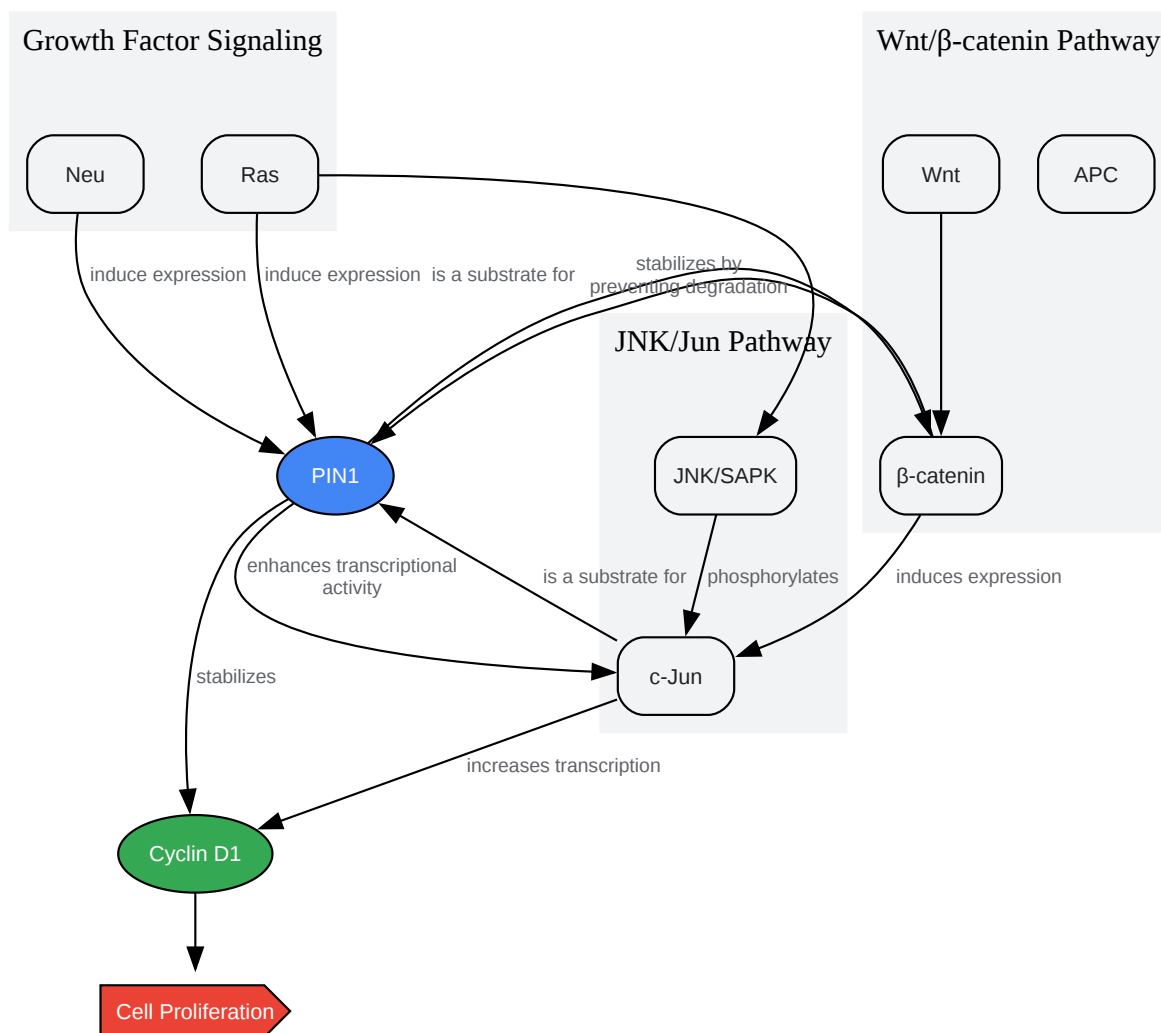 Growth Factor Signaling
Wnt/β-catenin Pathway
Neu
Ras
Wnt
APC
induce expression
induce expression
is a substrate for
stabilizes by
preventing degradation
JNK/Jun Pathway
PIN1
JNK/SAPK
β-catenin
enhances transcriptional
activity
is a substrate for
phosphorylates
induces expression
stabilizes
c-Jun
increases transcription
Cyclin D1
Cell Proliferation